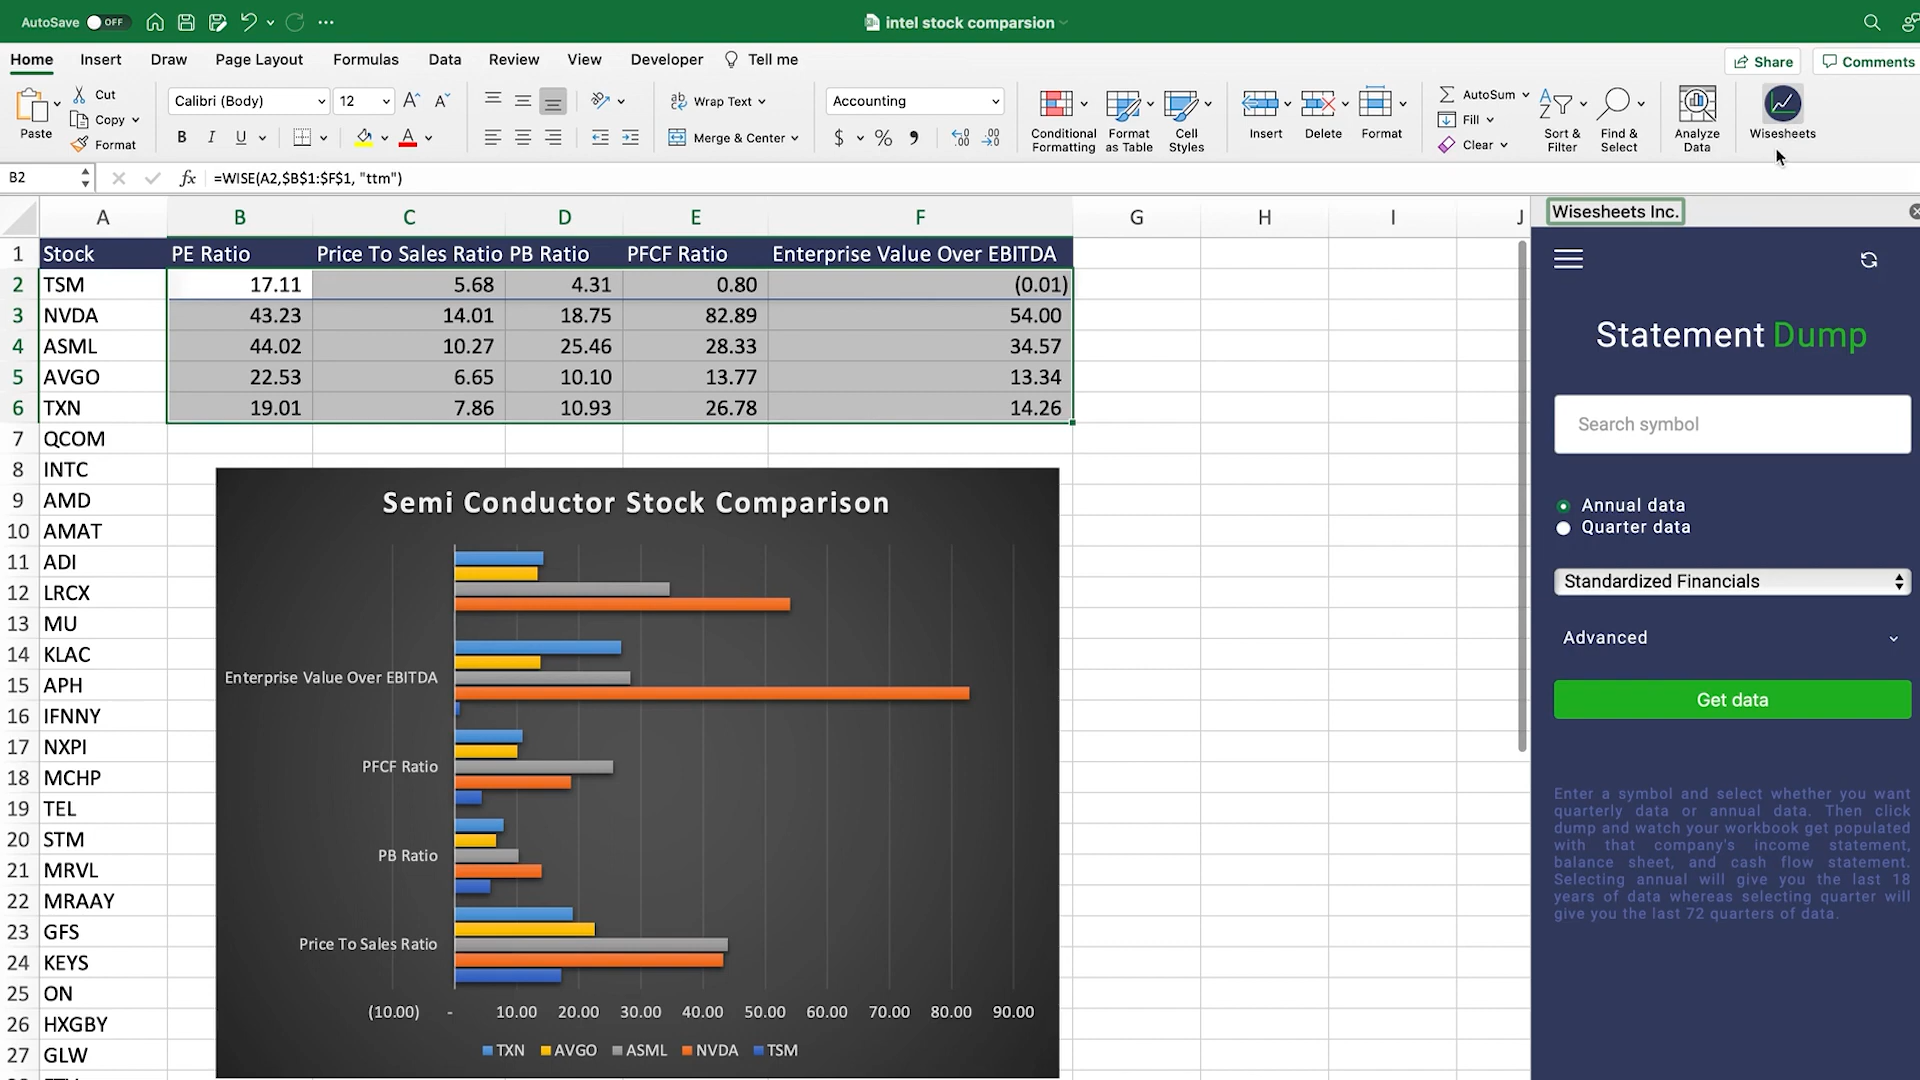 AutoSave OFF
intel stock comparsion
Home Insert Draw Page Layout Formulas Data Review View Developer Tell me
Share Comments
Paste
Cut
Copy
Format
Calibri (Body) 12
B I U
ab Wrap Text
Merge & Center
Accounting
$ % 9
Conditional Formatting
Format as Table
Cell Styles
Insert
Delete
Format
AutoSum
Fill
Clear
Sort & Filter
Find & Select
Analyze Data
Wisesheets
B2 fx =WISE(A2,$B$1:$F$1, "ttm")
A B C D E F G H I J
1 Stock PE Ratio Price To Sales Ratio PB Ratio PFCF Ratio Enterprise Value Over EBITDA
2 TSM 17.11 5.68 4.31 0.80 (0.01)
3 NVDA 43.23 14.01 18.75 82.89 54.00
4 ASML 44.02 10.27 25.46 28.33 34.57
5 AVGO 22.53 6.65 10.10 13.77 13.34
6 TXN 19.01 7.86 10.93 26.78 14.26
7 QCOM
8 INTC
9 AMD
10 AMAT
11 ADI
12 LRCX
13 MU
14 KLAC
15 APH
16 IFNNY
17 NXPI
18 MCHP
19 TEL
20 STM
21 MRVL
22 MRAAY
23 GFS
24 KEYS
25 ON
26 HXGBY
27 GLW
Semi Conductor Stock Comparison
Enterprise Value Over EBITDA
PFCF Ratio
PB Ratio
Price To Sales Ratio
(10.00) - 10.00 20.00 30.00 40.00 50.00 60.00 70.00 80.00 90.00
TXN AVGO ASML NVDA TSM
Wisesheets Inc.
Statement Dump
Search symbol
Annual data
Quarter data
Standardized Financials
Advanced
Get data
Enter a symbol and select whether you want
quarterly data or annual data. Then click
dump and watch your workbook get populated
with that company's income statement,
balance sheet, and cash flow statement.
Selecting annual will give you the last 18
years of data whereas selecting quarter will
give you the last 72 quarters of data.